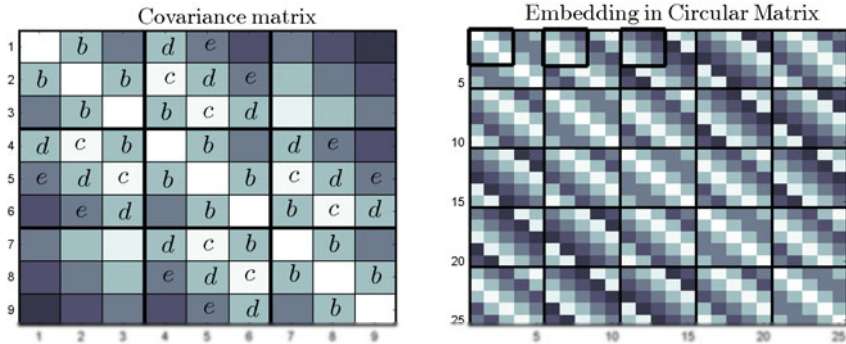 Covariance matrix
1 b d e
2 b b c d e
3 b b c d
4 d c b b d e
5 e d c b b c d e
6 e d b b c d
7 d c b b
8 e d c b b
9 e d b
1 2 3 4 5 6 7 8 9
Embedding in Circular Matrix
5
10
15
20
25
5 10 15 20 25